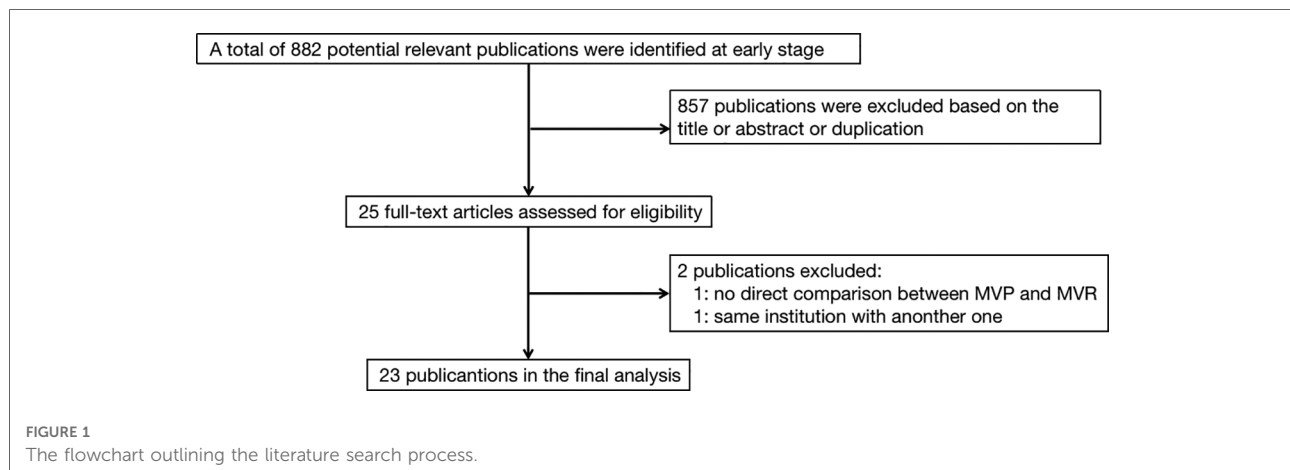 A total of 882 potential relevant publications were identified at early stage
857 publications were excluded based on the
title or abstract or duplication
25 full-text articles assessed for eligibility
2 publications excluded:
1: no direct comparison between MVP and MVR
1: same institution with anonther one
23 publicantions in the final analysis
FIGURE 1
The flowchart outlining the literature search process.